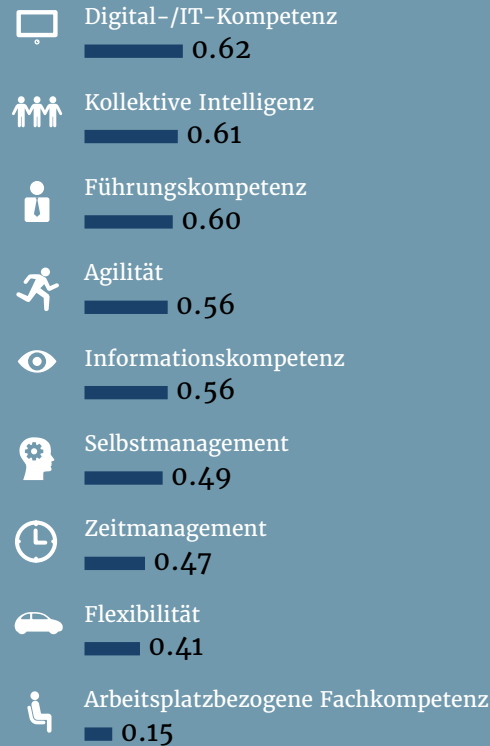 Digital-/IT-Kompetenz
0.62
Kollektive Intelligenz
0.61
Führungskompetenz
0.60
Agilität
0.56
Informationskompetenz
0.56
Selbstmanagement
0.49
Zeitmanagement
0.47
Flexibilität
0.41
Arbeitsplatzbezogene Fachkompetenz
0.15